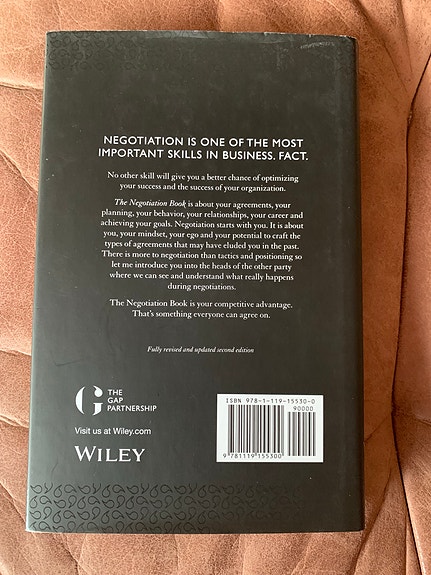 NEGOTIATION IS ONE OF THE MOST
IMPORTANT SKILLS IN BUSINESS. FACT.
No other skill will give you a better chance of optimizing
your success and the success of your organization.
The Negotiation Book is about your agreements, your
planning, your behavior, your relationships, your career and
achieving your goals. Negotiation starts with you. It is about
you, your mindset, your ego and your potential to craft the
types of agreements that may have eluded you in the past.
There is more to negotiation than tactics and positioning so
let me introduce you into the heads of the other party
where we can see and understand what really happens
during negotiations.
The Negotiation Book is your competitive advantage.
That's something everyone can agree on.
Fully revised and updated second edition
THE
GAP
PARTNERSHIP
Visit us at Wiley.com
WILEY
ISBN 978-1-119-15530-0
90000
9 781119 155300